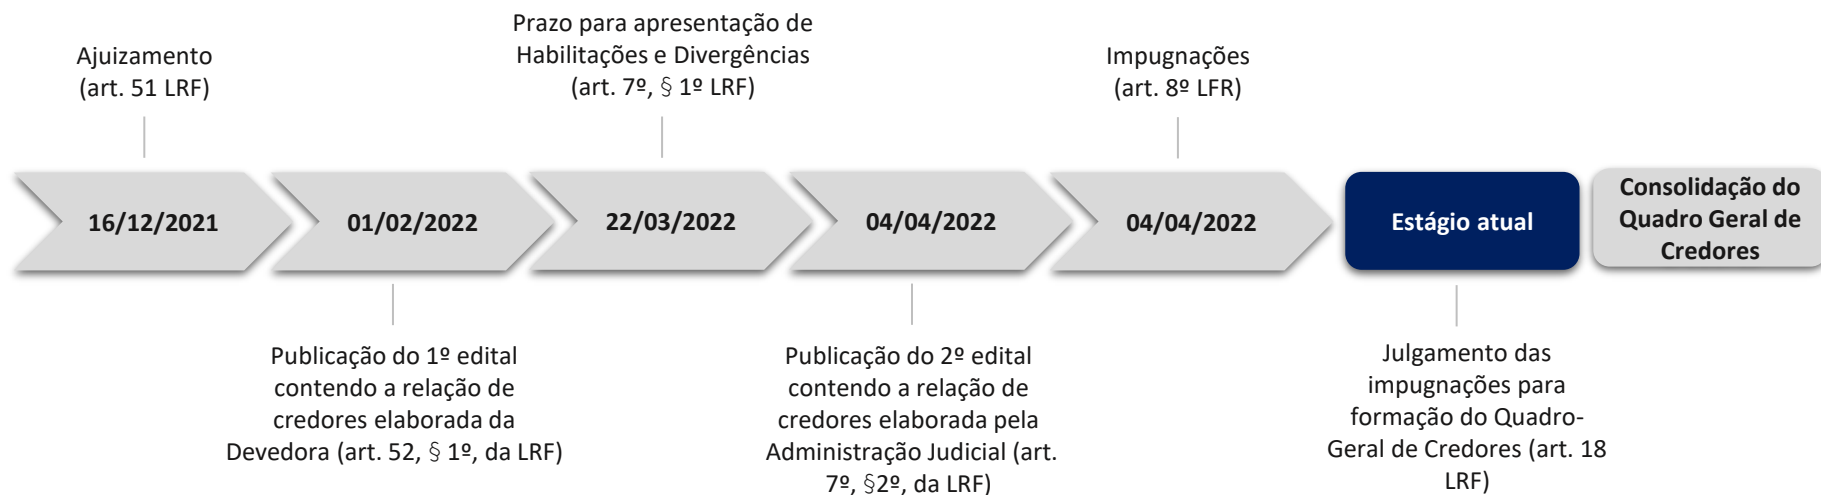 Ajuizamento
(art. 51 LRF)
Prazo para apresentação de
Habilitações e Divergências
(art. 7º, § 1º LRF)
Impugnações
(art. 8º LFR)
16/12/2021
01/02/2022
22/03/2022
04/04/2022
04/04/2022
Estágio atual
Consolidação do
Quadro Geral de
Credores
Publicação do 1º edital
contendo a relação de
credores elaborada da
Devedora (art. 52, § 1º, da LRF)
Publicação do 2º edital
contendo a relação de
credores elaborada pela
Administração Judicial (art.
7º, §2º, da LRF)
Julgamento das
impugnações para
formação do Quadro-
Geral de Credores (art. 18
LRF)